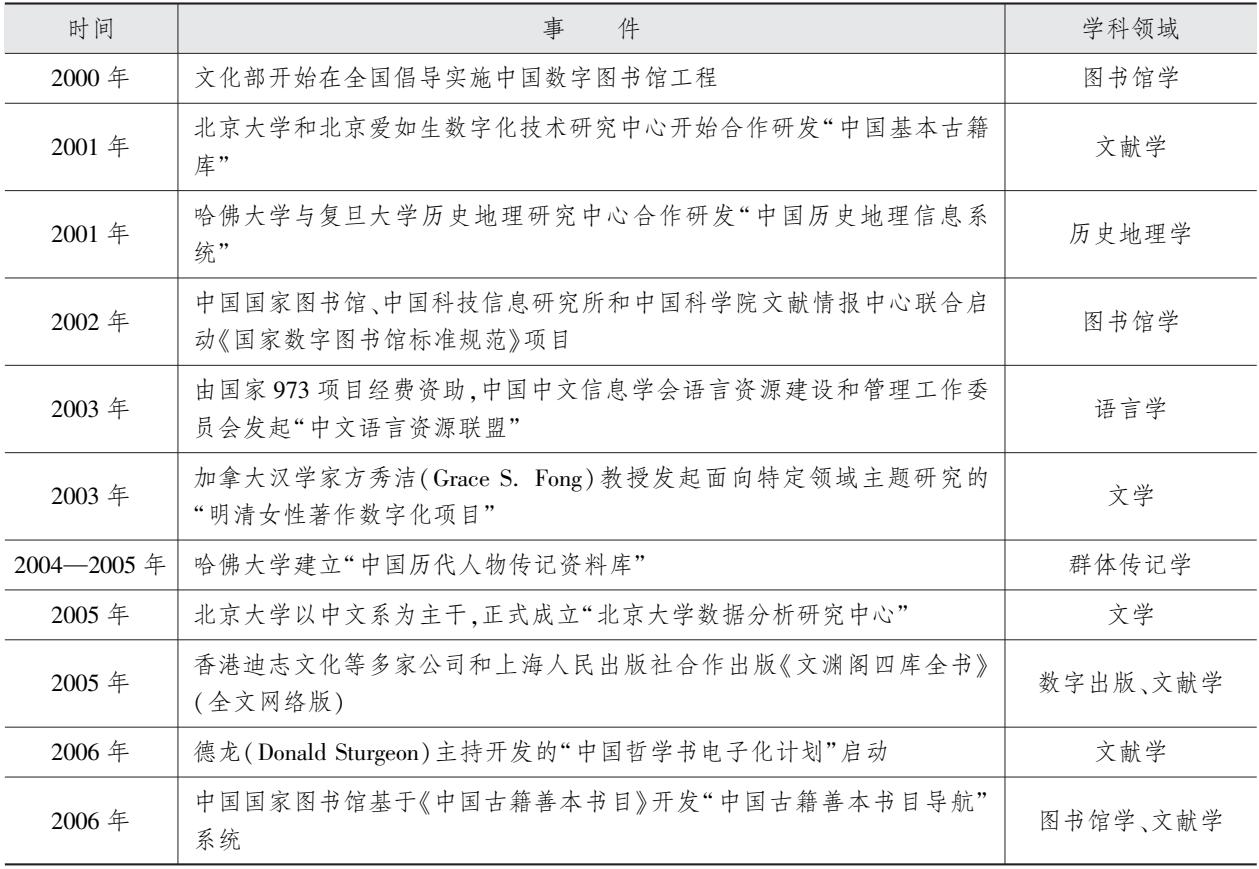 时间 事 件 学科领域
2000 年 文化部开始在全国倡导实施中国数字图书馆工程 图书馆学
北京大学和北京爱如生数字化技术研究中心开始合作研发“中国基本古籍
2001 年 文献学
库”
哈佛大学与复旦大学历史地理研究中心合作研发“中国历史地理信息系
2001 年 历史地理学
统”
中国国家图书馆、中国科技信息研究所和中国科学院文献情报中心联合启
2002 年 图书馆学
动《国家数字图书馆标准规范》项目
由国家 973 项目经费资助,中国中文信息学会语言资源建设和管理工作委
2003 年 语言学
员会发起“中文语言资源联盟”
加拿大汉学家方秀洁(Grace S. Fong)教授发起面向特定领域主题研究的
2003 年 文学
“明清女性著作数字化项目”
2004—2005 年 哈佛大学建立“中国历代人物传记资料库” 群体传记学
2005 年 北京大学以中文系为主干,正式成立“北京大学数据分析研究中心” 文学
香港迪志文化等多家公司和上海人民出版社合作出版《文渊阁四库全书》
2005 年 数字出版、文献学
(全文网络版)
2006 年 德龙(Donald Sturgeon)主持开发的“中国哲学书电子化计划”启动 文献学
中国国家图书馆基于《中国古籍善本书目》开发“中国古籍善本书目导航”
2006 年 图书馆学、文献学
系统